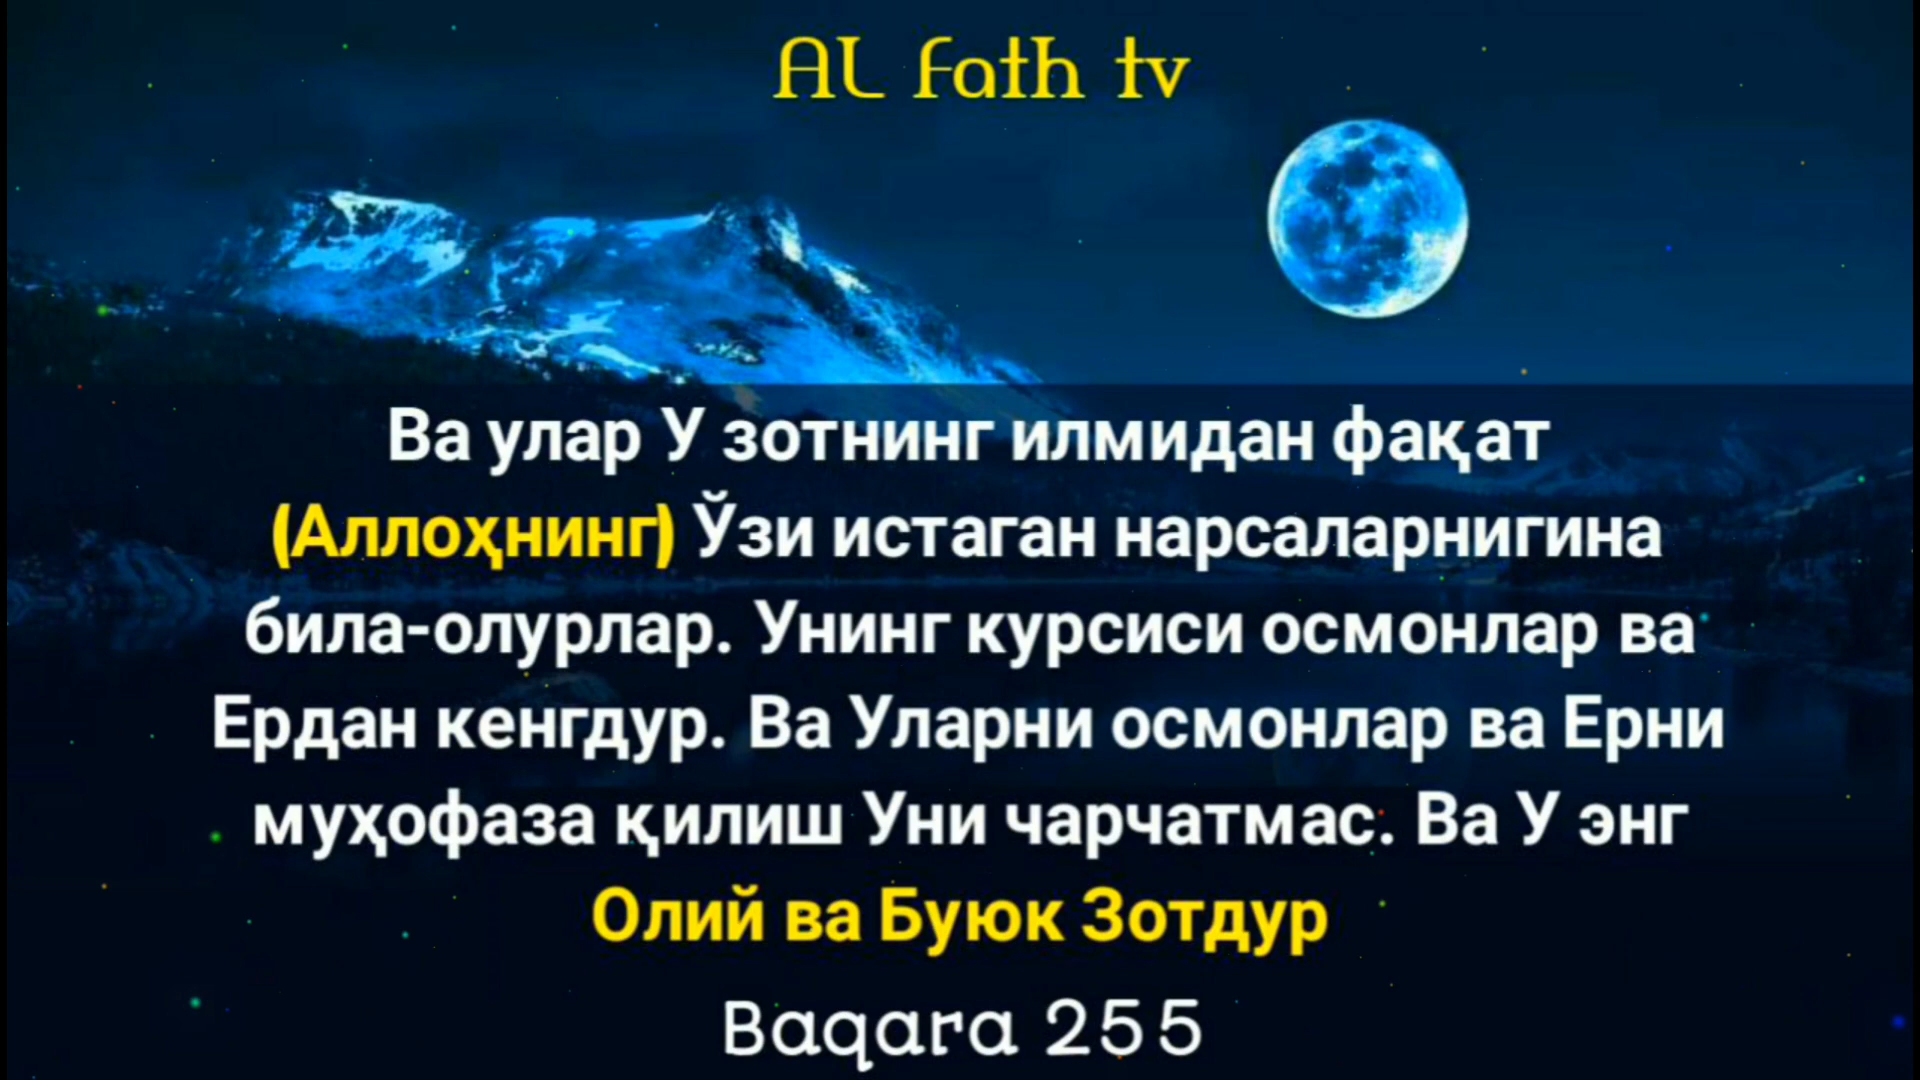 AL Fath tv
Ва улар У зотнинг илмидан фақат
(Аллоҳнинг) Ўзи истаган нарсаларнигина
била-олурлар. Унинг курсиси осмонлар ва
Ердан кенгдур. Ва Уларни осмонлар ва Ерни
муҳофаза қилиш Уни чарчатмас. Ва У энг
Олий ва Буюк Зотдур
Baqara 255